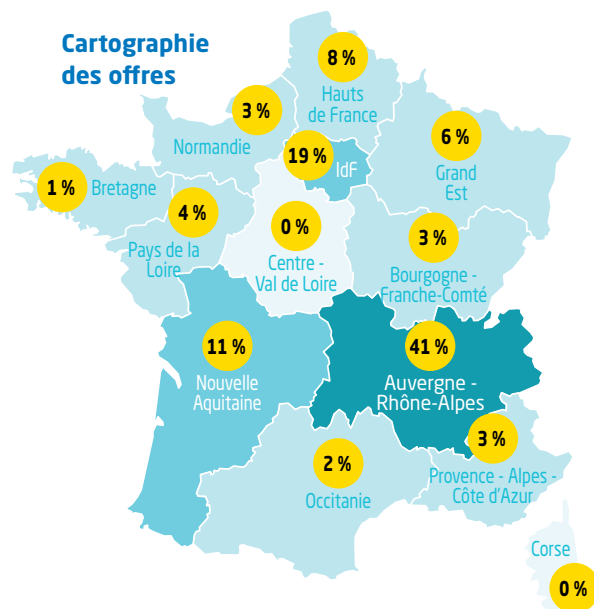 Cartographie
des offres
8 %
Hauts
de France
3 %
Normandie
19 %
IdF
6 %
Grand
Est
1 %
Bretagne
4 %
Pays de la
Loire
0 %
Centre -
Val de Loire
3 %
Bourgogne -
Franche-Comté
11 %
Nouvelle
Aquitaine
41 %
Auvergne -
Rhône-Alpes
3 %
Provence - Alpes -
Côte d'Azur
2 %
Occitanie
Corse
0 %